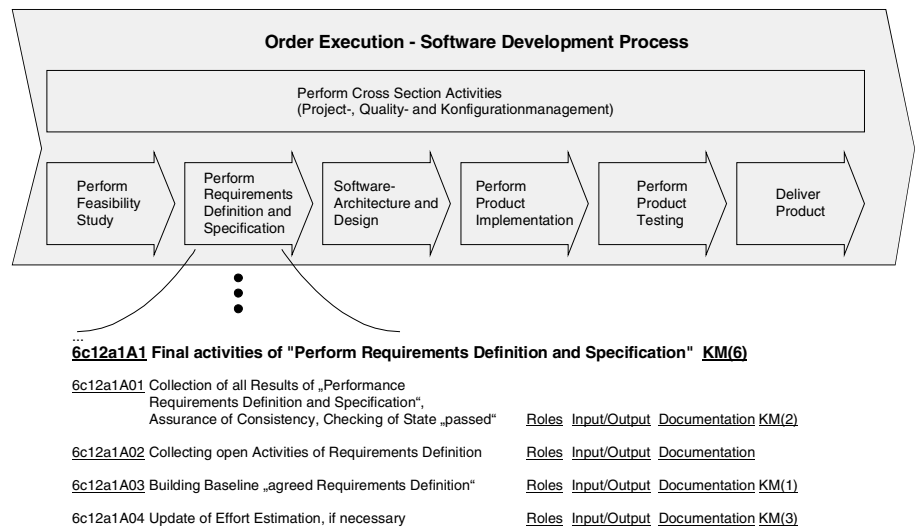 Order Execution - Software Development Process
Perform Cross Section Activities
(Project-, Quality- and Konfigurationmanagement)
Perform
Feasibility
Study
Perform
Requirements
Definition and
Specification
Software-
Architecture and
Design
Perform
Product
Implementation
Perform
Product
Testing
Deliver
Product
...
6c12a1A1 Final activities of "Perform Requirements Definition and Specification" KM(6)
6c12a1A01 Collection of all Results of „Performance
Requirements Definition and Specification“,
Assurance of Consistency, Checking of State „passed“ Roles Input/Output Documentation KM(2)
6c12a1A02 Collecting open Activities of Requirements Definition Roles Input/Output Documentation
6c12a1A03 Building Baseline „agreed Requirements Definition“ Roles Input/Output Documentation KM(1)
6c12a1A04 Update of Effort Estimation, if necessary Roles Input/Output Documentation KM(3)